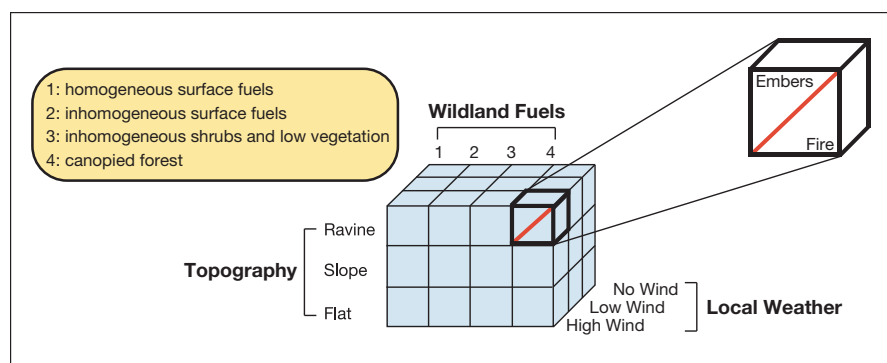 1: homogeneous surface fuels
2: inhomogeneous surface fuels
3: inhomogeneous shrubs and low vegetation
4: canopied forest
Wildland Fuels
1 2 3 4
Embers
Fire
Topography
Ravine
Slope
Flat
No Wind
Low Wind
High Wind
Local Weather